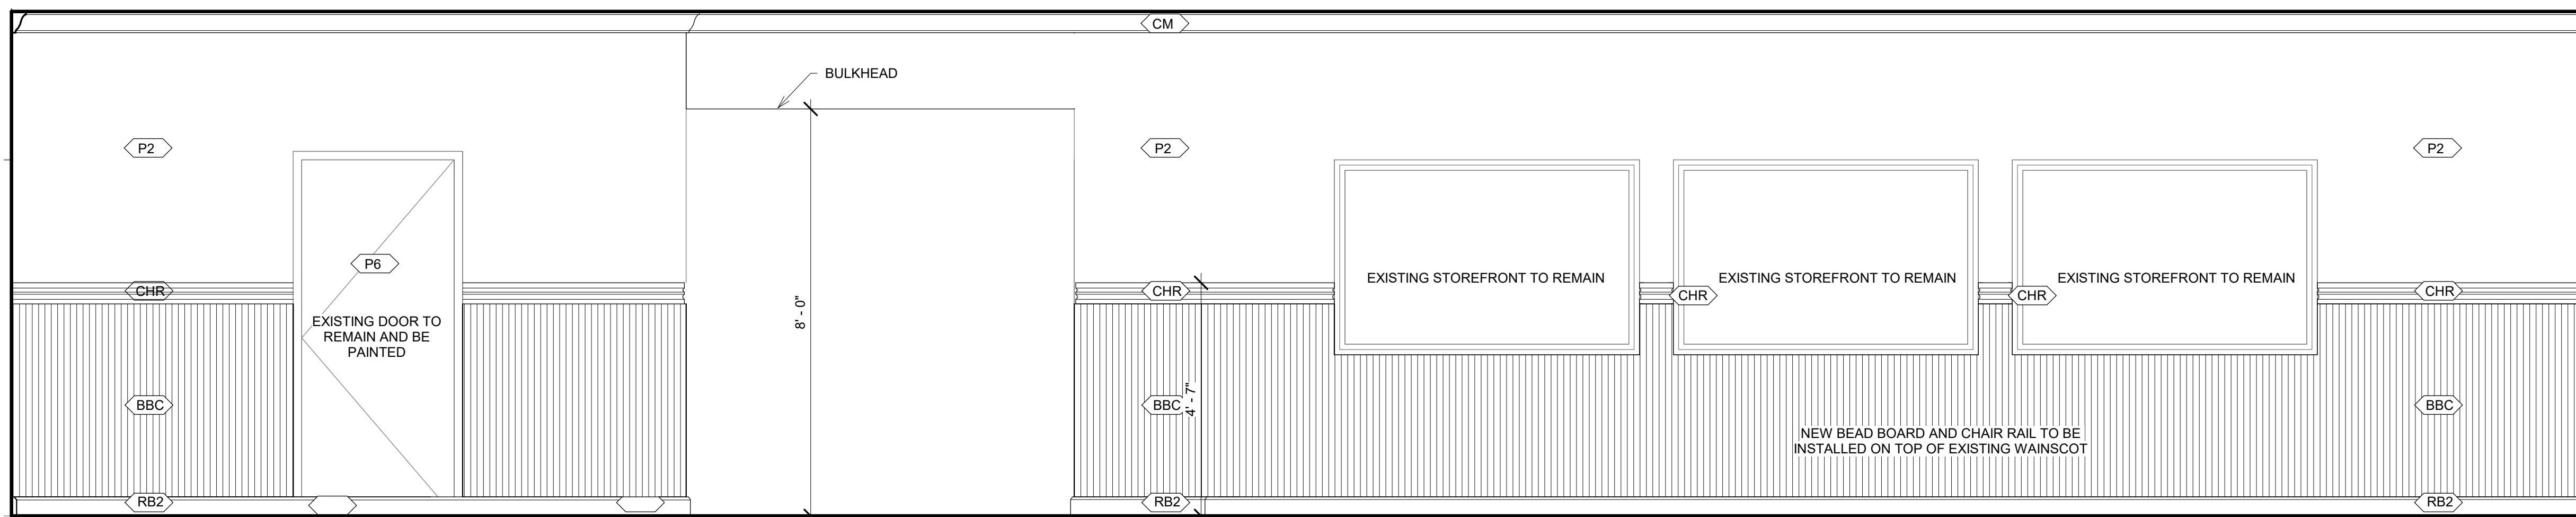 CM
BULKHEAD
P2
P2
P2
P6
EXISTING STOREFRONT TO REMAIN
EXISTING STOREFRONT TO REMAIN
EXISTING STOREFRONT TO REMAIN
CHR
CHR
CHR
CHR
CHR
8' - 0"
EXISTING DOOR TO
REMAIN AND BE
PAINTED
BBC
BBC
4' - 7"
BBC
NEW BEAD BOARD AND CHAIR RAIL TO BE
INSTALLED ON TOP OF EXISTING WAINSCOT
RB2
RB2
RB2